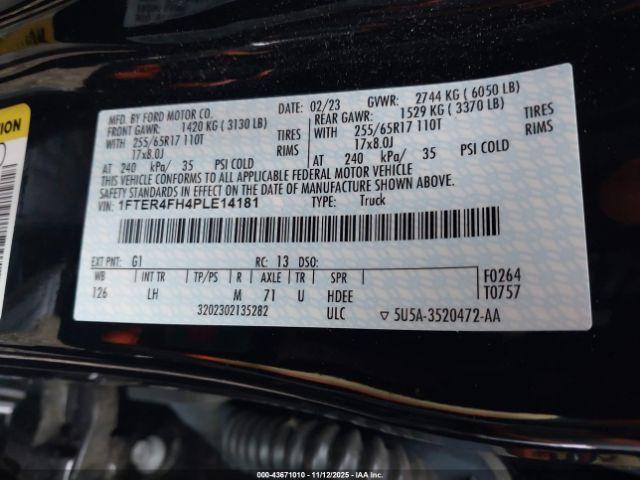 MFD. BY FORD MOTOR CO.
DATE: 02/23 GVWR: 2744 KG ( 6050 LB)
FRONT GAWR: 1420 KG ( 3130 LB) REAR GAWR: 1529 KG ( 3370 LB)
WITH 255/65R17 110T TIRES WITH 255/65R17 110T TIRES
17x8.0J RIMS 17x8.0J RIMS
AT 240 kPa/ 35 PSI COLD AT 240 kPa/ 35 PSI COLD
THIS VEHICLE CONFORMS TO ALL APPLICABLE FEDERAL MOTOR VEHICLE
SAFETY STANDARDS IN EFFECT ON THE DATE OF MANUFACTURE SHOWN ABOVE.
VIN: 1FTER4FH4PLE14181 TYPE: Truck
EXT PNT: G1 RC: 13 DSO:
WB INT TR TP/PS R AXLE TR SPR F0264
126 LH M 71 U HDEE T0757
3202302135282 ULC ▽ 5U5A-3520472-AA
000-43671010 - 11/12/2025 - IAAI.com